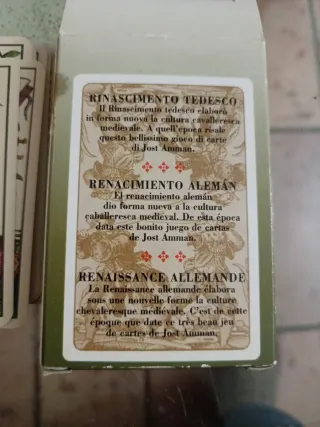 RINASCIMENTO TEDESCO
Il Rinascimento tedesco elaborò
in forma nuova la cultura cavalleresca
medievale. A quell'epoca risale
questo bellissimo gioco di carte
di Jost Amman.
RENACIMIENTO ALEMÁN
El renacimiento alemán
dio forma nueva a la cultura
caballeresca medieval. De esta época
data este bonito juego de cartas
de Jost Amman.
RENAISSANCE ALLEMANDE
La Renaissance allemande élabora
sous une nouvelle forme la culture
chevaleresque médiévale. C'est de cette
époque que date ce très beau jeu
de cartes de Jost Amman.